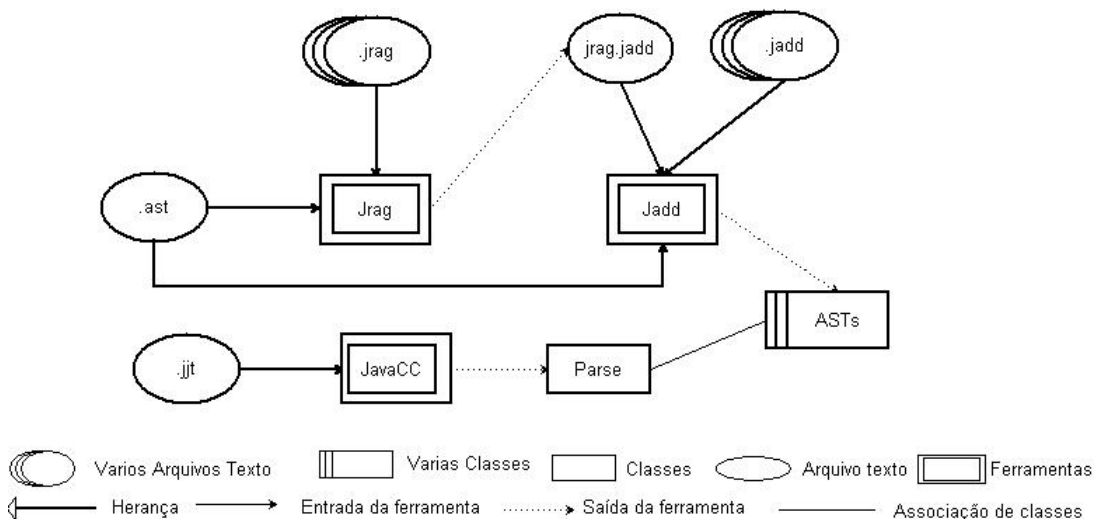 .jrag
jrag.jadd
.jadd
.ast
Jrag
Jadd
ASTs
.jjt
JavaCC
Parse
Varios Arquivos Texto
Varias Classes
Classes
Arquivo texto
Ferramentas
Herança
Entrada da ferramenta
Saída da ferramenta
Associação de classes